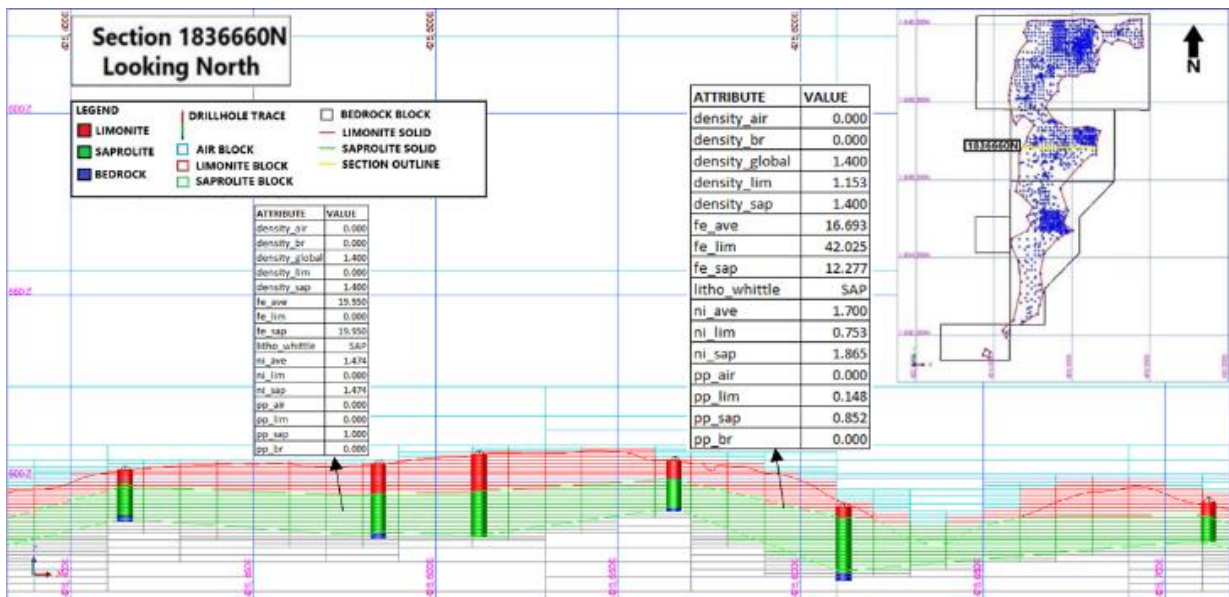 Section 1836660N
Looking North
LEGEND
LIMONITE
SAPROLITE
BEDROCK
DRILLHOLE TRACE
AIR BLOCK
LIMONITE BLOCK
SAPROLITE BLOCK
BEDROCK BLOCK
LIMONITE SOLID
SAPROLITE SOLID
SECTION OUTLINE
ATTRIBUTE VALUE
density_air 0.000
density_br 0.000
density_global 1.400
density_lim 0.000
density_sap 1.400
fe_ave 19.950
fe_lim 0.000
fe_sap 19.950
litho_whittle SAP
ni_ave 1.474
ni_lim 0.000
ni_sap 1.474
pp_air 0.000
pp_lim 0.000
pp_sap 1.000
pp_br 0.000
ATTRIBUTE VALUE
density_air 0.000
density_br 0.000
density_global 1.400
density_lim 1.153
density_sap 1.400
fe_ave 16.693
fe_lim 42.025
fe_sap 12.277
litho_whittle SAP
ni_ave 1.700
ni_lim 0.753
ni_sap 1.865
pp_air 0.000
pp_lim 0.148
pp_sap 0.852
pp_br 0.000
N
1836660N